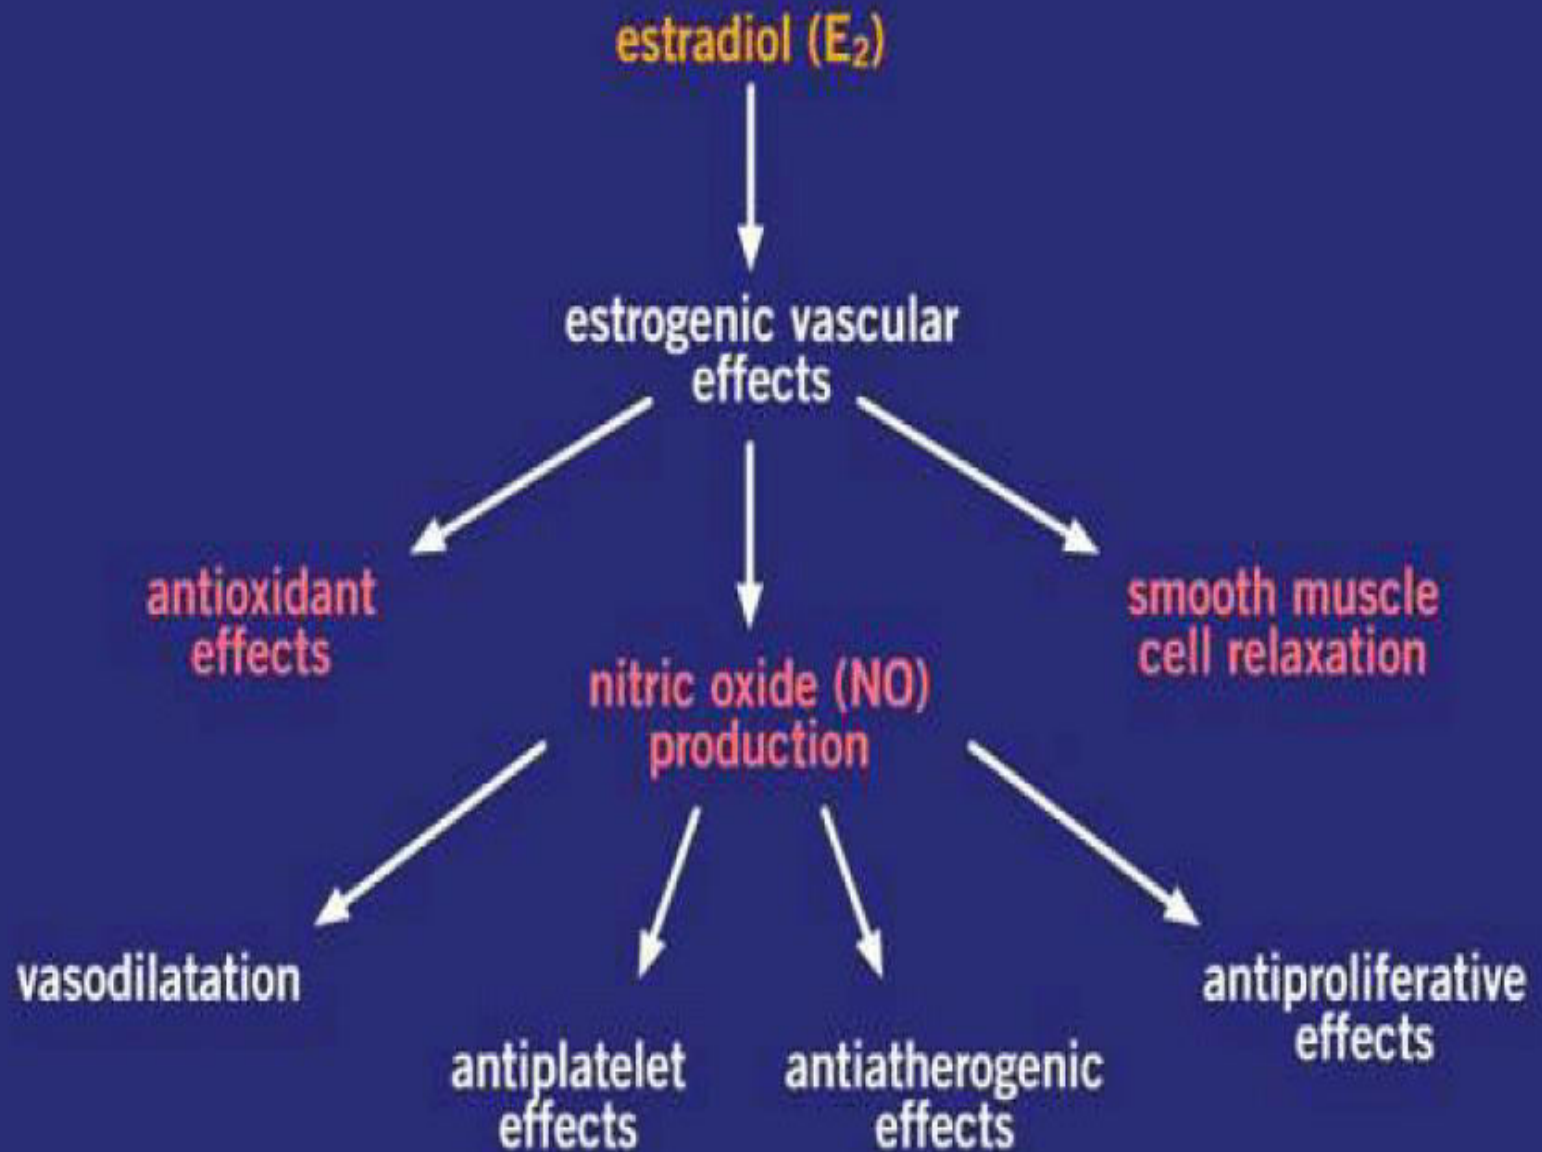 estradiol (E₂)
estrogenic vascular
effects
antioxidant
effects
nitric oxide (NO)
production
smooth muscle
cell relaxation
vasodilatation
antiplatelet
effects
antiatherogenic
effects
antiproliferative
effects